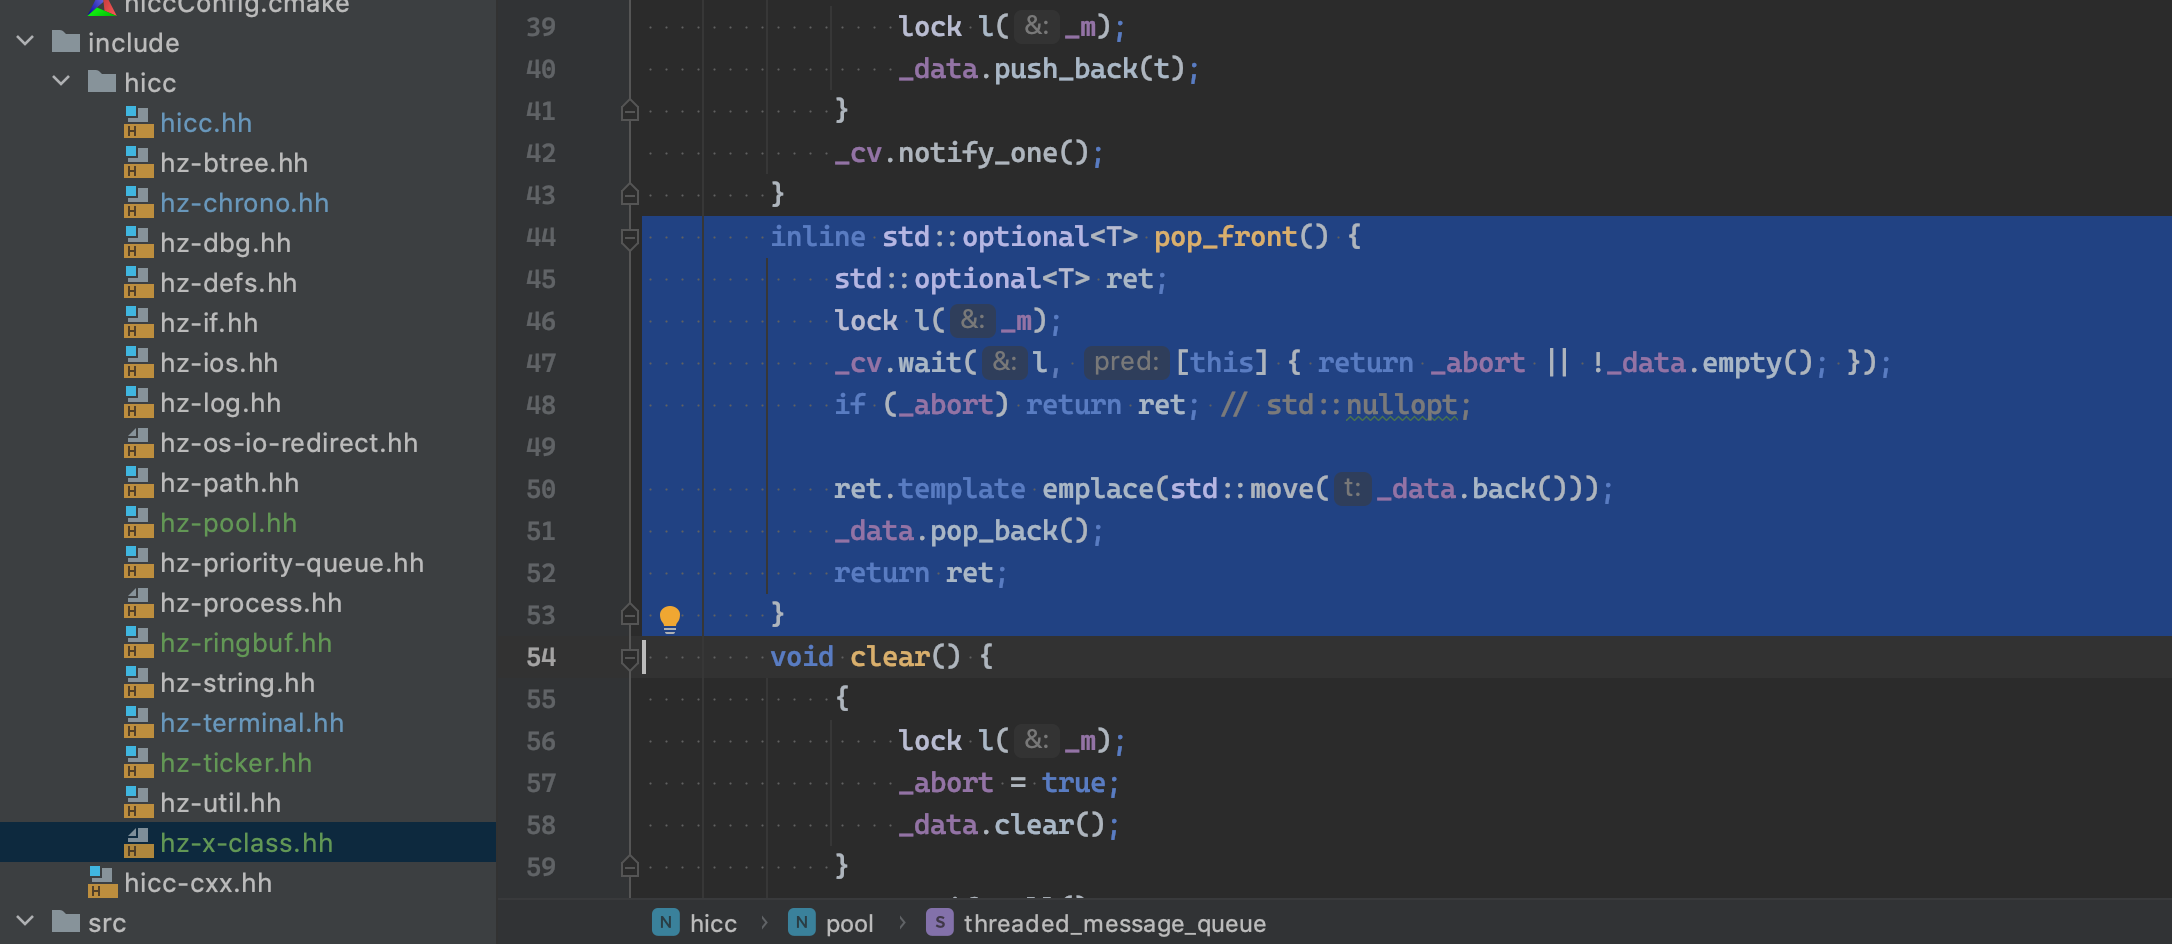 hiccConfig.cmake
include
hicc
hicc.hh
hz-btree.hh
hz-chrono.hh
hz-dbg.hh
hz-defs.hh
hz-if.hh
hz-ios.hh
hz-log.hh
hz-os-io-redirect.hh
hz-path.hh
hz-pool.hh
hz-priority-queue.hh
hz-process.hh
hz-ringbuf.hh
hz-string.hh
hz-terminal.hh
hz-ticker.hh
hz-util.hh
hz-x-class.hh
hicc-cxx.hh
src
39 lock l( &: _m);
40 _data.push_back(t);
41 }
42 _cv.notify_one();
43 }
44 inline std::optional<T> pop_front() {
45 std::optional<T> ret;
46 lock l( &: _m);
47 _cv.wait( &: l, pred: [this] { return _abort || !_data.empty(); });
48 if (_abort) return ret; // std::nullopt;
49
50 ret.template emplace(std::move( t: _data.back()));
51 _data.pop_back();
52 return ret;
53 }
54 void clear() {
55 {
56 lock l( &: _m);
57 _abort = true;
58 _data.clear();
59 }
N hicc > N pool > S threaded_message_queue